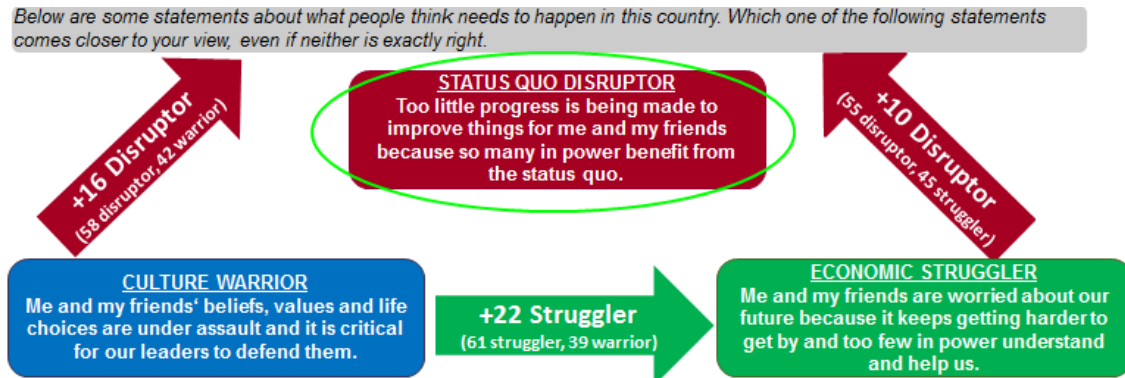 Below are some statements about what people think needs to happen in this country. Which one of the following statements
comes closer to your view, even if neither is exactly right.
STATUS QUO DISRUPTOR
Too little progress is being made to
improve things for me and my friends
because so many in power benefit from
the status quo.
+16 Disruptor
(58 disruptor, 42 warrior)
+10 Disruptor
(55 disruptor, 45 struggler)
CULTURE WARRIOR
Me and my friends‘ beliefs, values and life
choices are under assault and it is critical
for our leaders to defend them.
+22 Struggler
(61 struggler, 39 warrior)
ECONOMIC STRUGGLER
Me and my friends are worried about our
future because it keeps getting harder to
get by and too few in power understand
and help us.